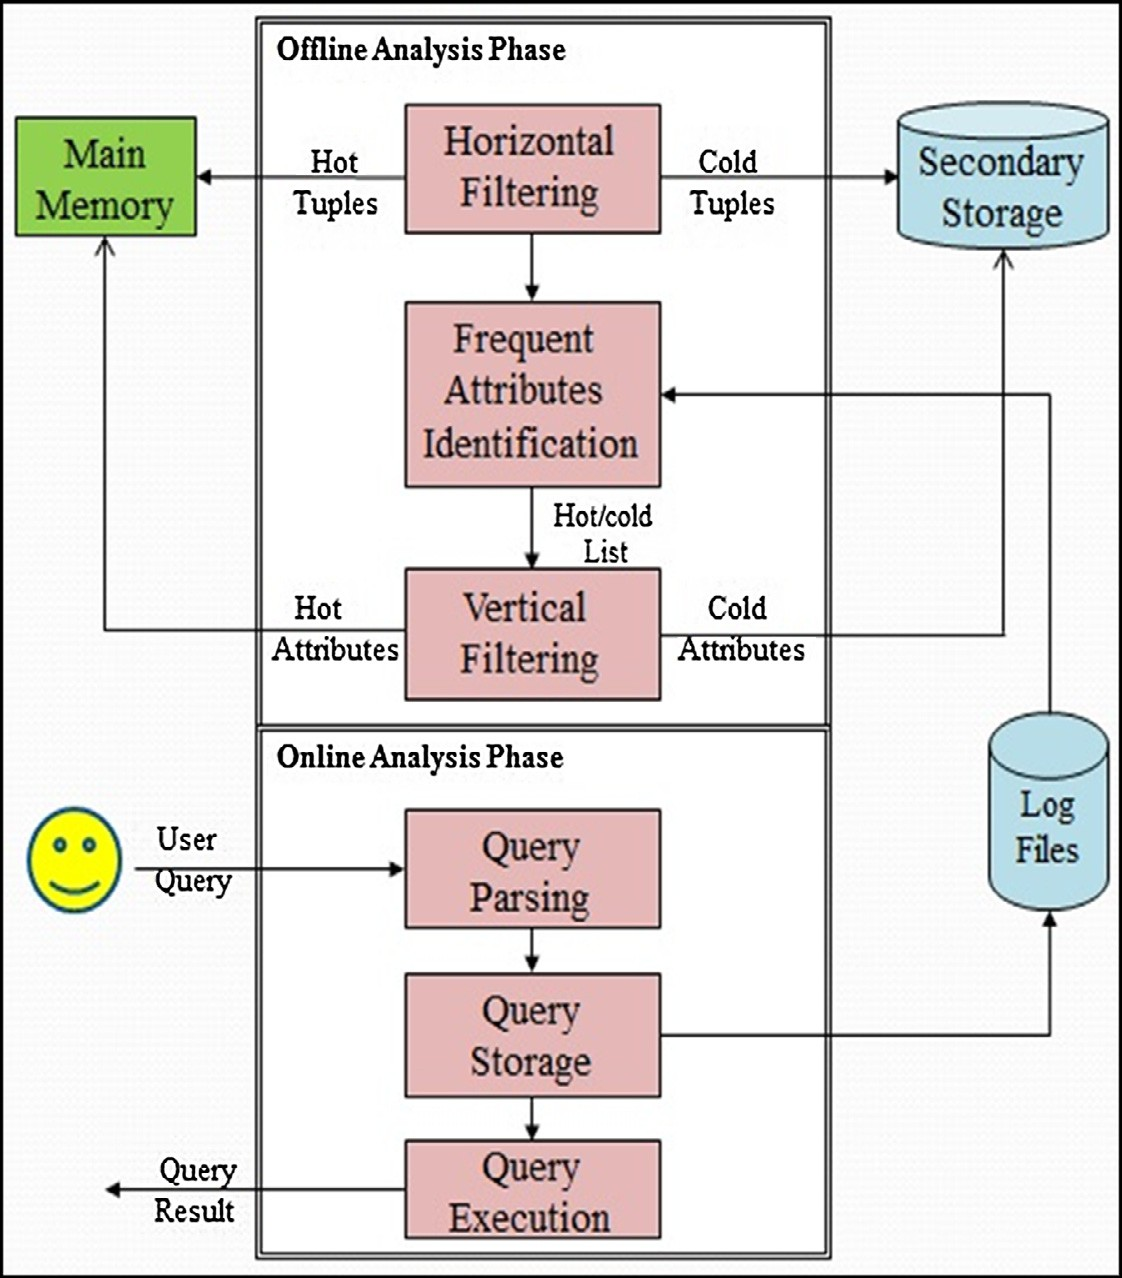 Offline Analysis Phase
Main
Memory
Hot
Tuples
Horizontal
Filtering
Cold
Tuples
Secondary
Storage
Frequent
Attributes
Identification
Hot/cold
List
Hot
Attributes
Vertical
Filtering
Cold
Attributes
Online Analysis Phase
User
Query
Query
Parsing
Log
Files
Query
Storage
Query
Result
Query
Execution